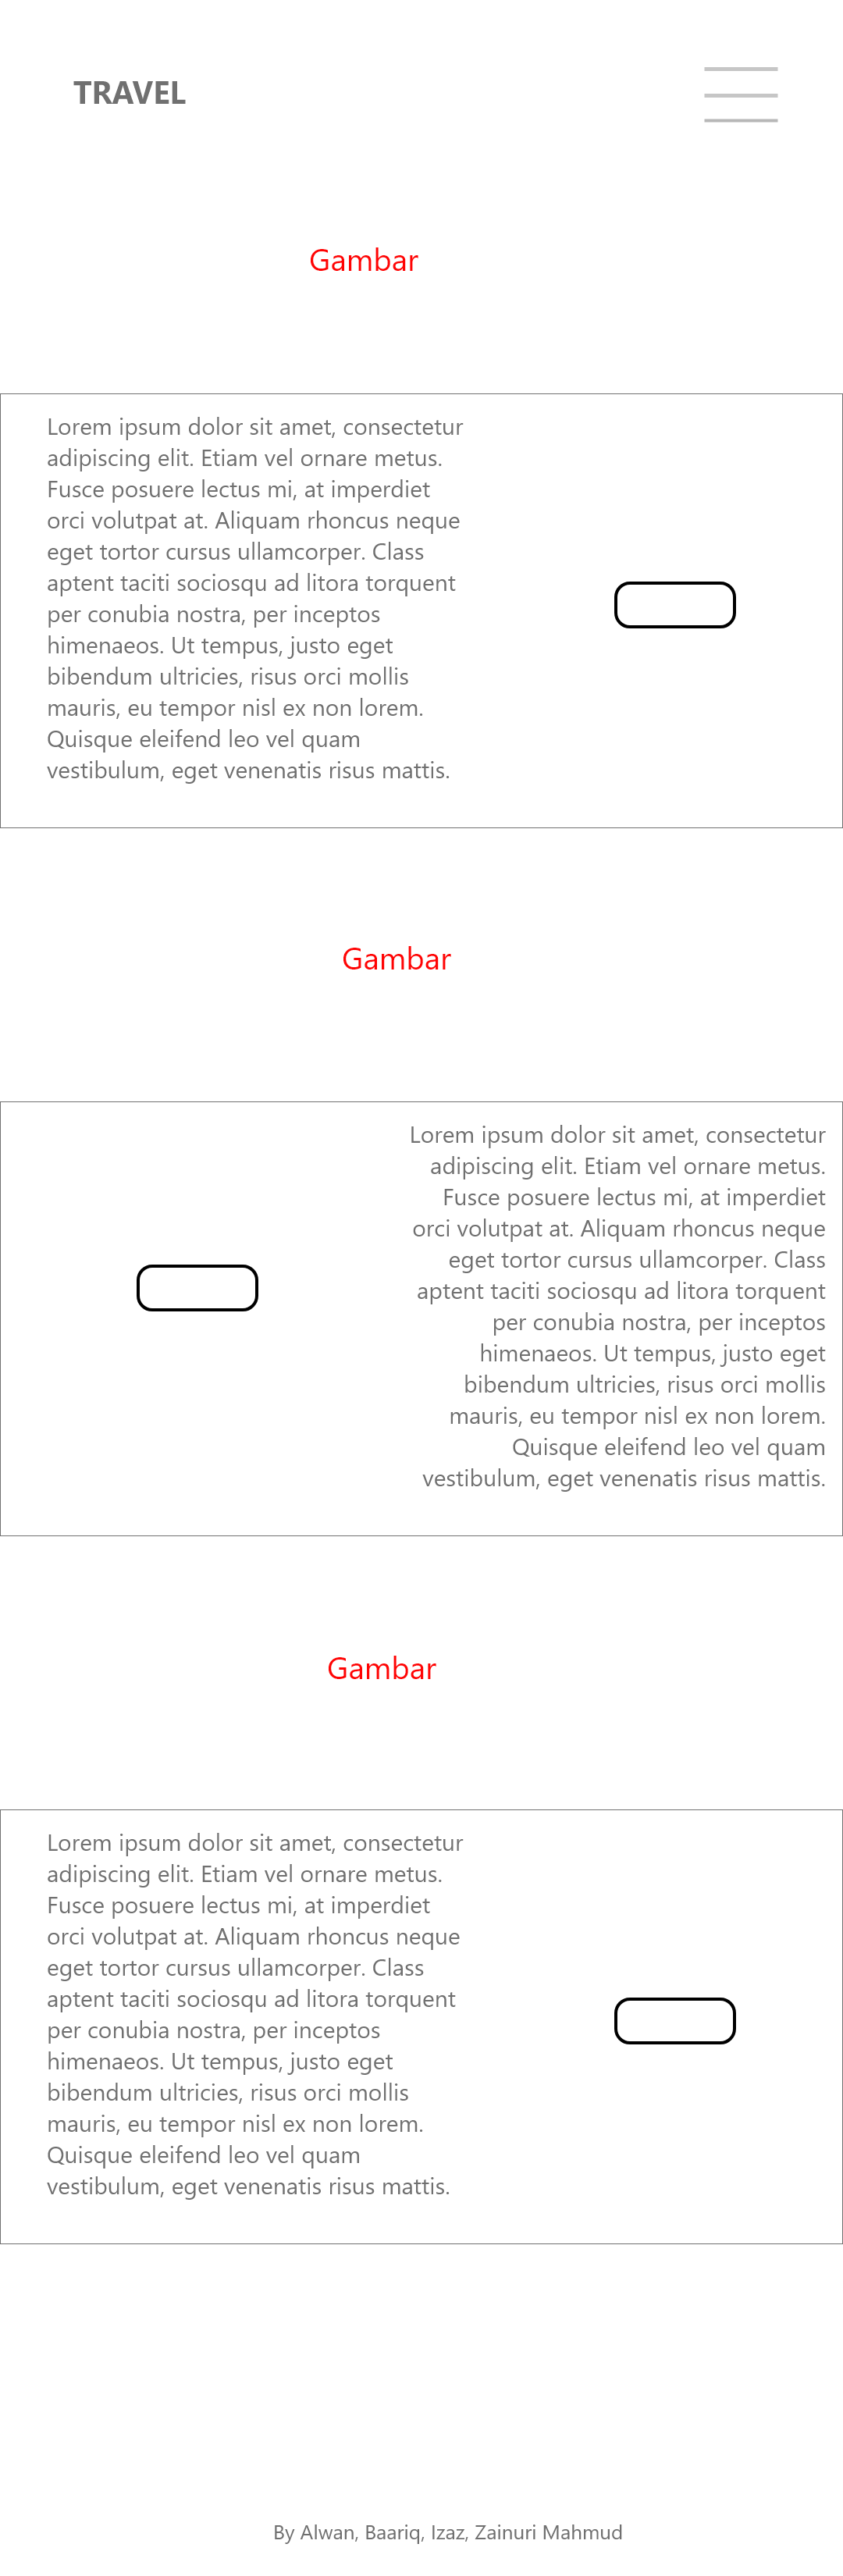 TRAVEL
Gambar
Lorem ipsum dolor sit amet, consectetur
adipiscing elit. Etiam vel ornare metus.
Fusce posuere lectus mi, at imperdiet
orci volutpat at. Aliquam rhoncus neque
eget tortor cursus ullamcorper. Class
aptent taciti sociosqu ad litora torquent
per conubia nostra, per inceptos
himenaeos. Ut tempus, justo eget
bibendum ultricies, risus orci mollis
mauris, eu tempor nisl ex non lorem.
Quisque eleifend leo vel quam
vestibulum, eget venenatis risus mattis.
Gambar
Lorem ipsum dolor sit amet, consectetur
adipiscing elit. Etiam vel ornare metus.
Fusce posuere lectus mi, at imperdiet
orci volutpat at. Aliquam rhoncus neque
eget tortor cursus ullamcorper. Class
aptent taciti sociosqu ad litora torquent
per conubia nostra, per inceptos
himenaeos. Ut tempus, justo eget
bibendum ultricies, risus orci mollis
mauris, eu tempor nisl ex non lorem.
Quisque eleifend leo vel quam
vestibulum, eget venenatis risus mattis.
Gambar
Lorem ipsum dolor sit amet, consectetur
adipiscing elit. Etiam vel ornare metus.
Fusce posuere lectus mi, at imperdiet
orci volutpat at. Aliquam rhoncus neque
eget tortor cursus ullamcorper. Class
aptent taciti sociosqu ad litora torquent
per conubia nostra, per inceptos
himenaeos. Ut tempus, justo eget
bibendum ultricies, risus orci mollis
mauris, eu tempor nisl ex non lorem.
Quisque eleifend leo vel quam
vestibulum, eget venenatis risus mattis.
By Alwan, Baariq, Izaz, Zainuri Mahmud